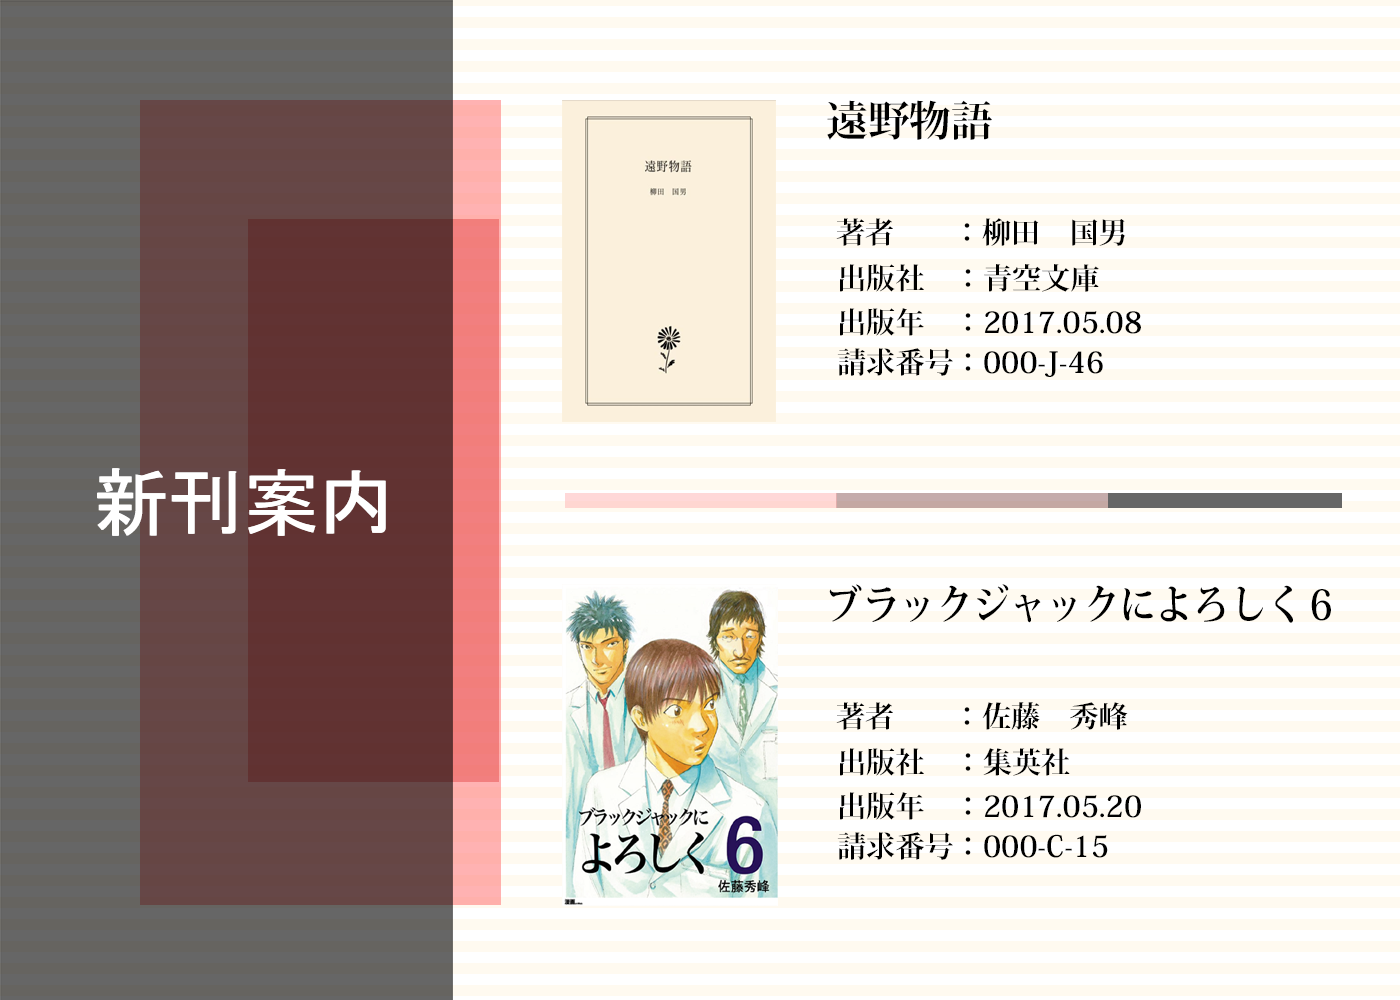 新刊案内
遠野物語
柳田　国男
遠野物語
著者　　：柳田　国男
出版社　：青空文庫
出版年　：2017.05.08
請求番号：000-J-46
ブラックジャックに
よろしく
6
佐藤秀峰
ブラックジャックによろしく6
著者　　：佐藤　秀峰
出版社　：集英社
出版年　：2017.05.20
請求番号：000-C-15